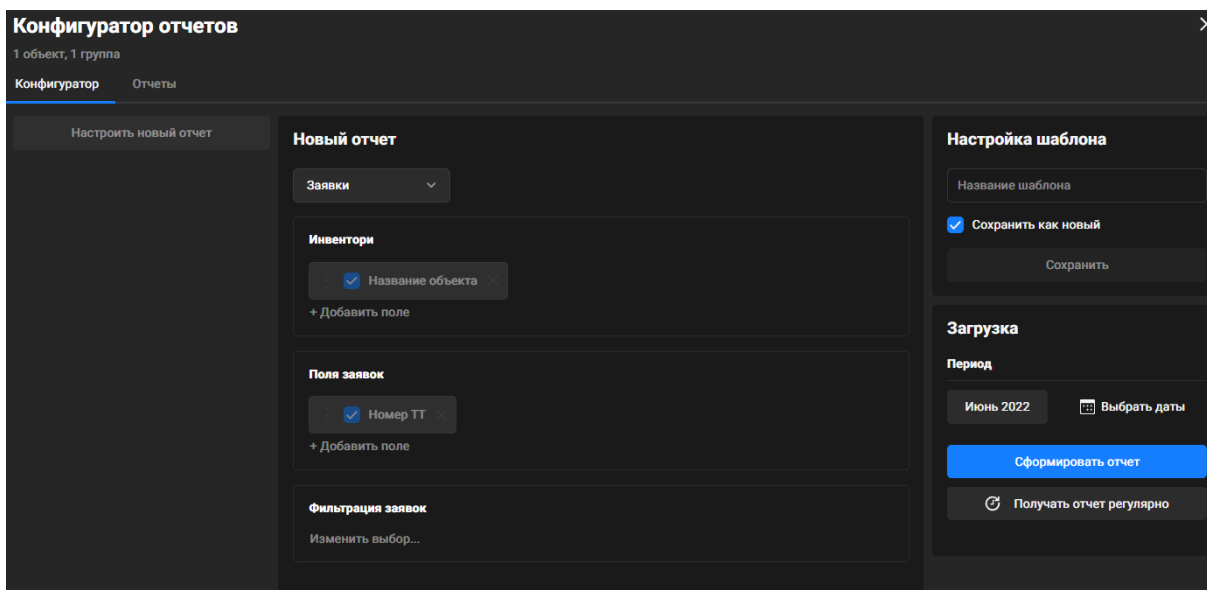 Конфигуратор отчетов
1 объект, 1 группа
Конфигуратор
Отчеты
Настроить новый отчет
Новый отчет
Заявки
Инвентори
Название объекта
+ Добавить поле
Поля заявок
Номер ТТ
+ Добавить поле
Фильтрация заявок
Изменить выбор...
Настройка шаблона
Название шаблона
Сохранить как новый
Сохранить
Загрузка
Период
Июнь 2022
Выбрать даты
Сформировать отчет
Получать отчет регулярно